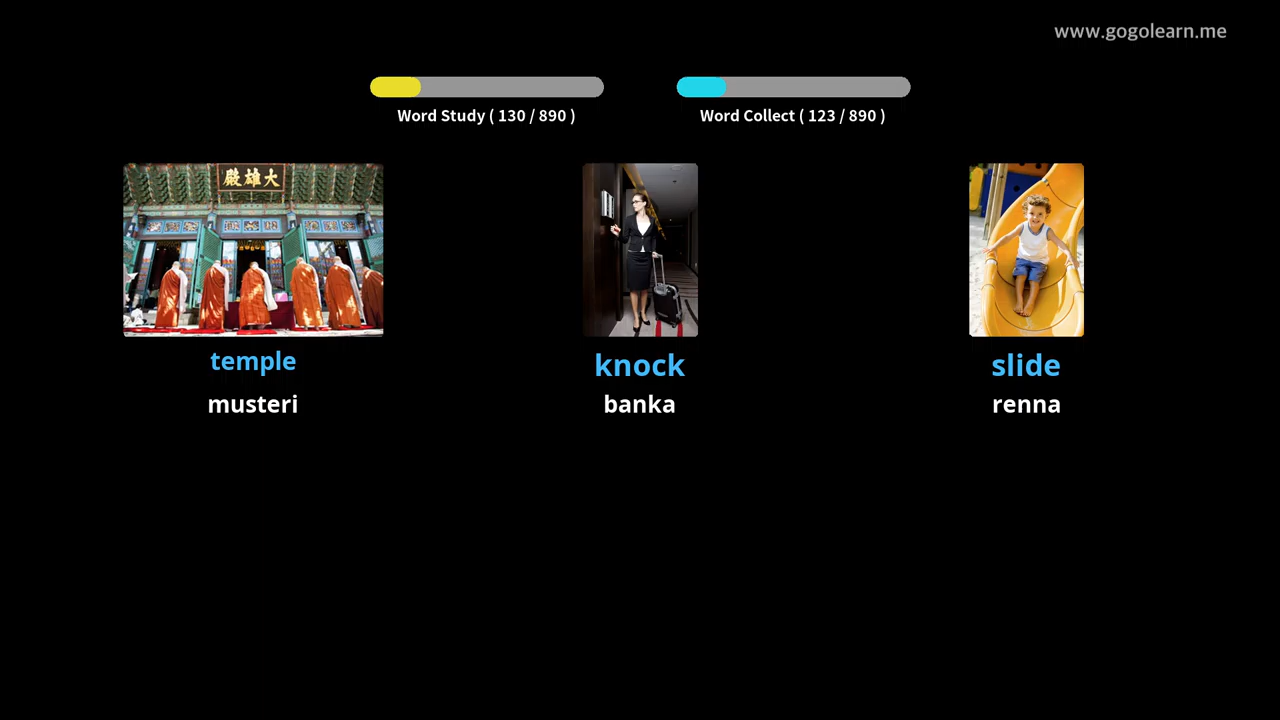 www.gogolearn.me
Word Study ( 130 / 890 )
Word Collect ( 123 / 890 )
殿雄大
temple
knock
slide
musteri
banka
renna